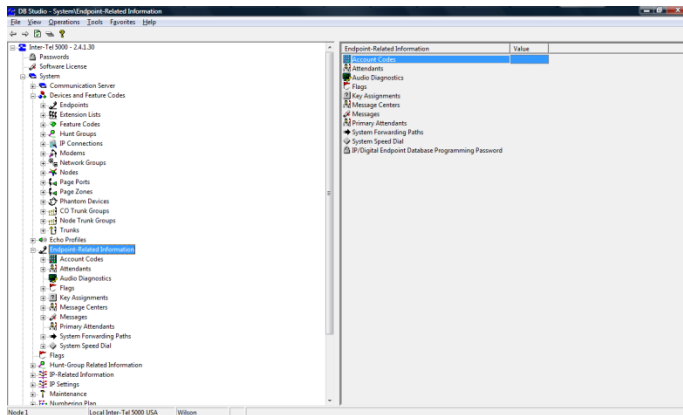 DB Studio - System\Endpoint-Related Information
File View Operations Tools Favorites Help
Inter-Tel 5000 - 2.4.1.30
Passwords
Software License
System
Communication Server
Devices and Feature Codes
Endpoints
Extension Lists
Feature Codes
Hunt Groups
IP Connections
Modems
Network Groups
Nodes
Page Ports
Page Zones
Phantom Devices
CO Trunk Groups
Node Trunk Groups
Trunks
Echo Profiles
Endpoint-Related Information
Account Codes
Attendants
Audio Diagnostics
Flags
Key Assignments
Message Centers
Messages
Primary Attendants
System Forwarding Paths
System Speed Dial
Flags
Hunt-Group Related Information
IP-Related Information
IP Settings
Maintenance
Numbering Plan
Endpoint-Related Information Value
Account Codes
Attendants
Audio Diagnostics
Flags
Key Assignments
Message Centers
Messages
Primary Attendants
System Forwarding Paths
System Speed Dial
IP/Digital Endpoint Database Programming Password
Node 1 Local Inter-Tel 5000 USA Wilson